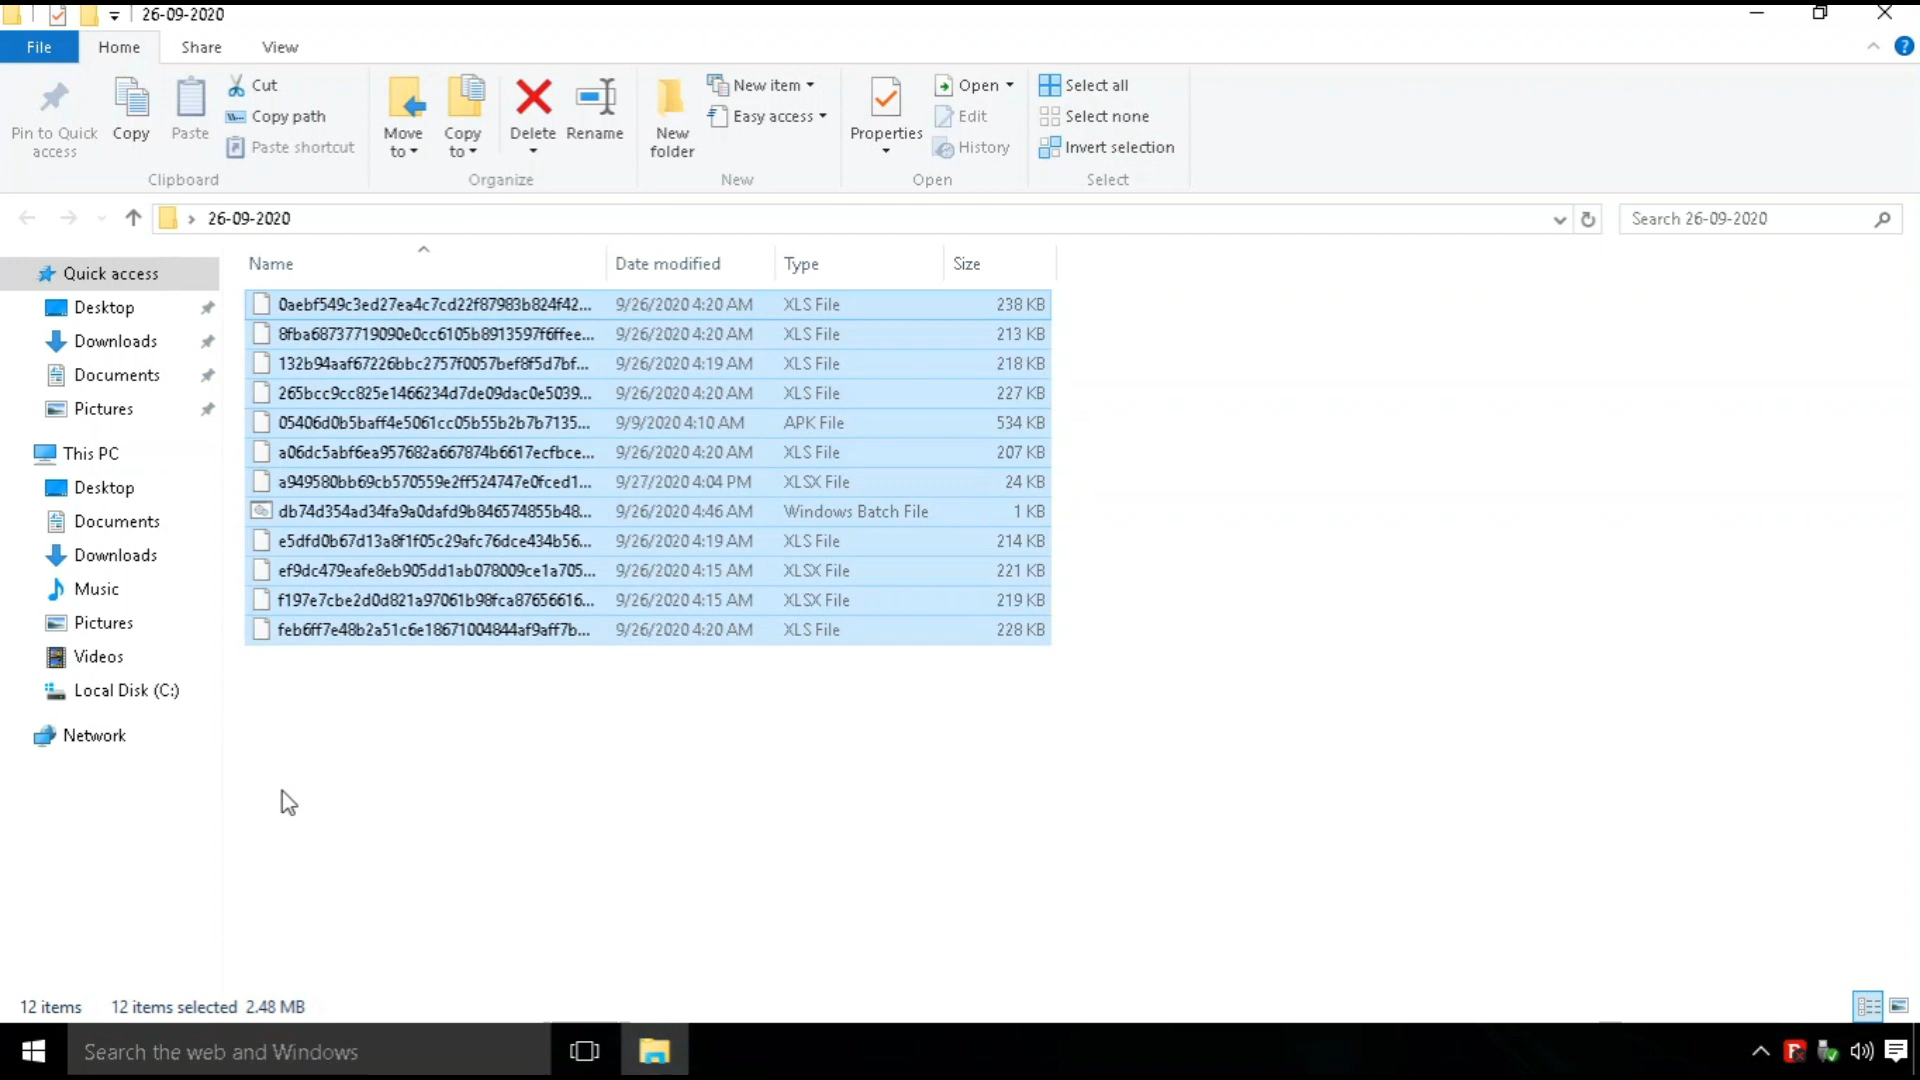 26-09-2020
File Home Share View
Pin to Quick access
Copy
Paste
Cut
Copy path
Paste shortcut
Clipboard
Move to
Copy to
Delete
Rename
Organize
New folder
New item
Easy access
New
Properties
Open
Edit
History
Open
Select all
Select none
Invert selection
Select
26-09-2020
Search 26-09-2020
Name Date modified Type Size
0aebf549c3ed27ea4c7cd22f87983b824f42... 9/26/2020 4:20 AM XLS File 238 KB
8fba68737719090e0cc6105b8913597f6ffee... 9/26/2020 4:20 AM XLS File 213 KB
132b94aaf67226bbc2757f0057bef8f5d7bf... 9/26/2020 4:19 AM XLS File 218 KB
265bcc9cc825e1466234d7de09dac0e5039... 9/26/2020 4:20 AM XLS File 227 KB
05406d0b5baff4e5061cc05b55b2b7b7135... 9/9/2020 4:10 AM APK File 534 KB
a06dc5abf6ea957682a667874b6617ecfbce... 9/26/2020 4:20 AM XLS File 207 KB
a949580bb69cb570559e2ff524747e0fced1... 9/27/2020 4:04 PM XLSX File 24 KB
db74d354ad34fa9a0dafd9b846574855b48... 9/26/2020 4:46 AM Windows Batch File 1 KB
e5dfd0b67d13a8f1f05c29afc76dce434b56... 9/26/2020 4:19 AM XLS File 214 KB
ef9dc479eafe8eb905dd1ab078009ce1a705... 9/26/2020 4:15 AM XLSX File 221 KB
f197e7cbe2d0d821a97061b98fca87656616... 9/26/2020 4:15 AM XLSX File 219 KB
feb6ff7e48b2a51c6e18671004844af9aff7b... 9/26/2020 4:20 AM XLS File 228 KB
Quick access
Desktop
Downloads
Documents
Pictures
This PC
Desktop
Documents
Downloads
Music
Pictures
Videos
Local Disk (C:)
Network
12 items 12 items selected 2.48 MB
Search the web and Windows